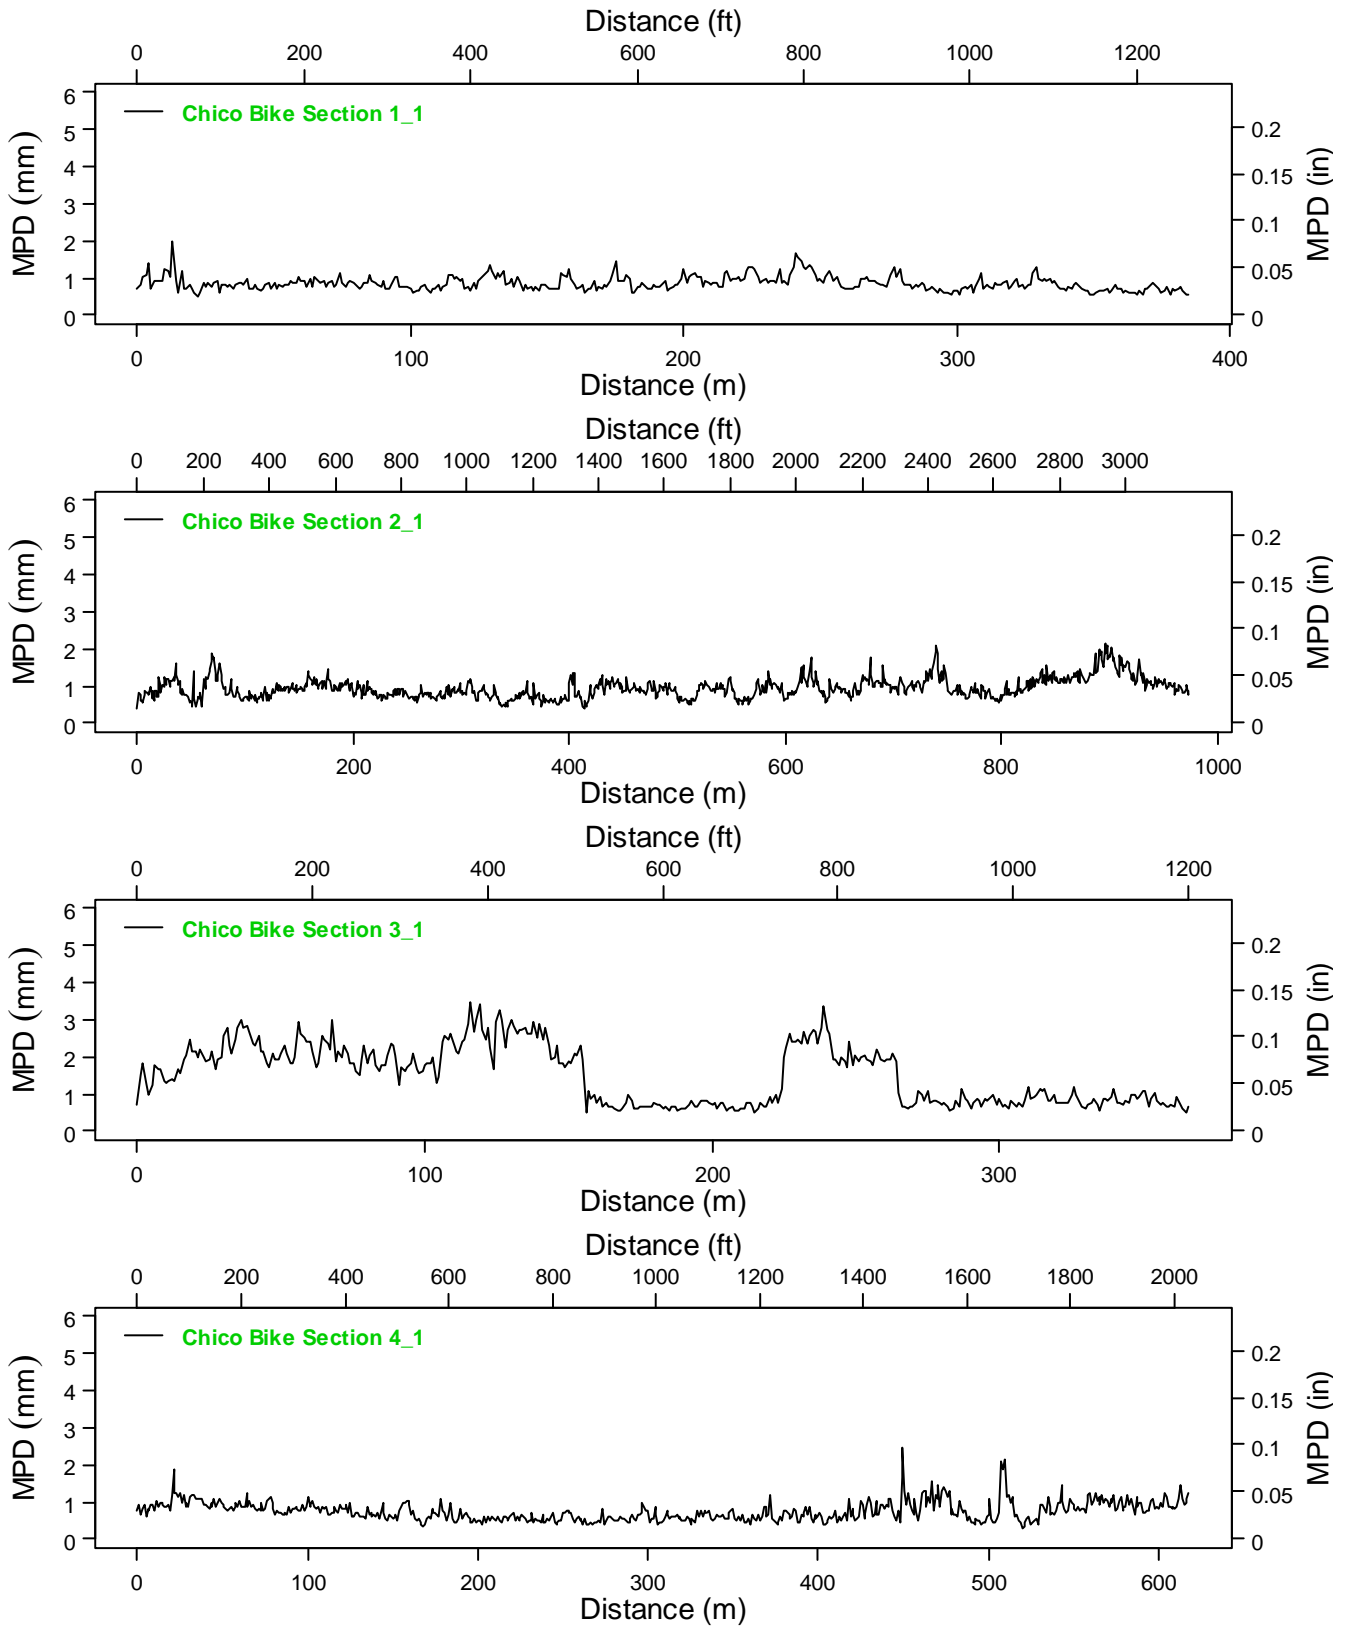 Distance (ft)
0 200 400 600 800 1000 1200
Chico Bike Section 1_1
MPD (mm)
6
5
4
3
2
1
0
0.2
0.15
0.1
0.05
0
MPD (in)
0 100 200 300 400
Distance (m)
Distance (ft)
0 200 400 600 800 1000 1200 1400 1600 1800 2000 2200 2400 2600 2800 3000
Chico Bike Section 2_1
MPD (mm)
6
5
4
3
2
1
0
0.2
0.15
0.1
0.05
0
MPD (in)
0 200 400 600 800 1000
Distance (m)
Distance (ft)
0 200 400 600 800 1000 1200
Chico Bike Section 3_1
MPD (mm)
6
5
4
3
2
1
0
0.2
0.15
0.1
0.05
0
MPD (in)
0 100 200 300
Distance (m)
Distance (ft)
0 200 400 600 800 1000 1200 1400 1600 1800 2000
Chico Bike Section 4_1
MPD (mm)
6
5
4
3
2
1
0
0.2
0.15
0.1
0.05
0
MPD (in)
0 100 200 300 400 500 600
Distance (m)